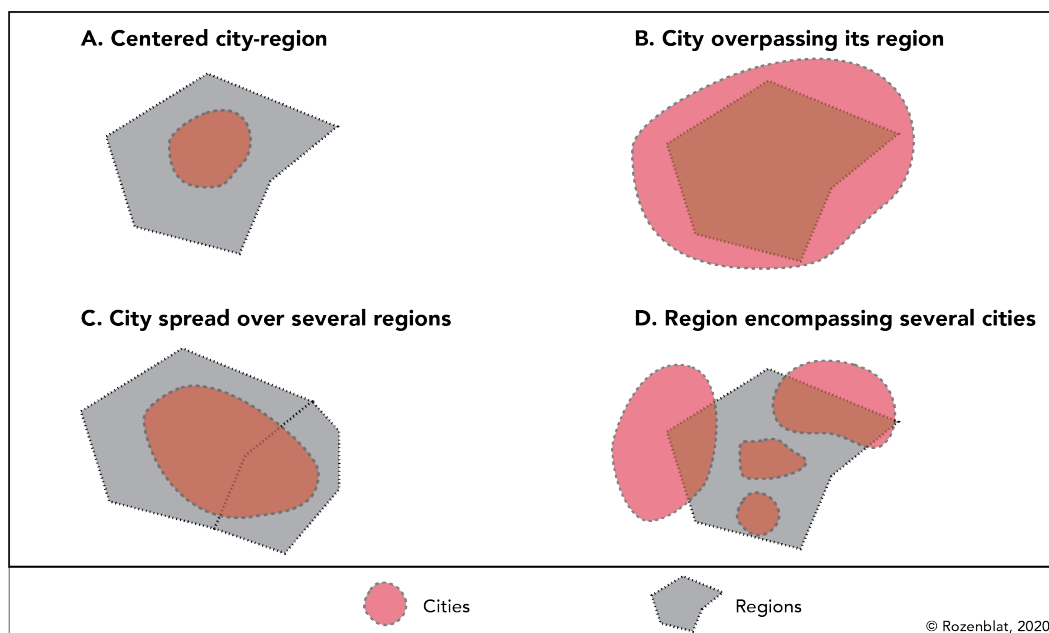 A. Centered city-region
B. City overpassing its region
C. City spread over several regions
D. Region encompassing several cities
Cities
Regions
© Rozenblat, 2020